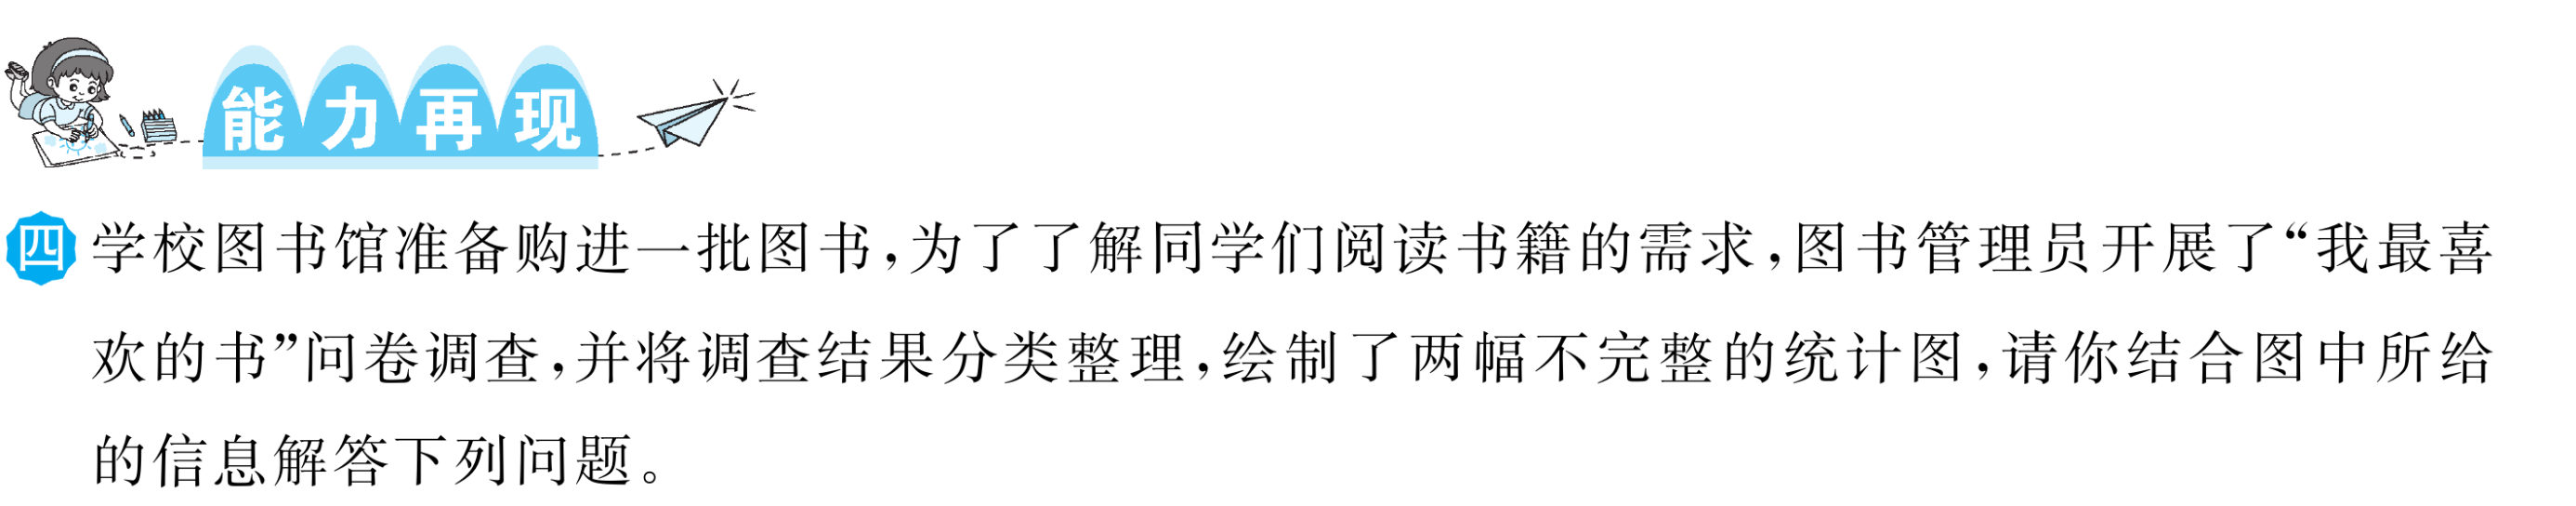 能力再现
四 学校图书馆准备购进一批图书,为了了解同学们阅读书籍的需求,图书管理员开展了“我最喜
欢的书”问卷调查,并将调查结果分类整理,绘制了两幅不完整的统计图,请你结合图中所给
的信息解答下列问题。